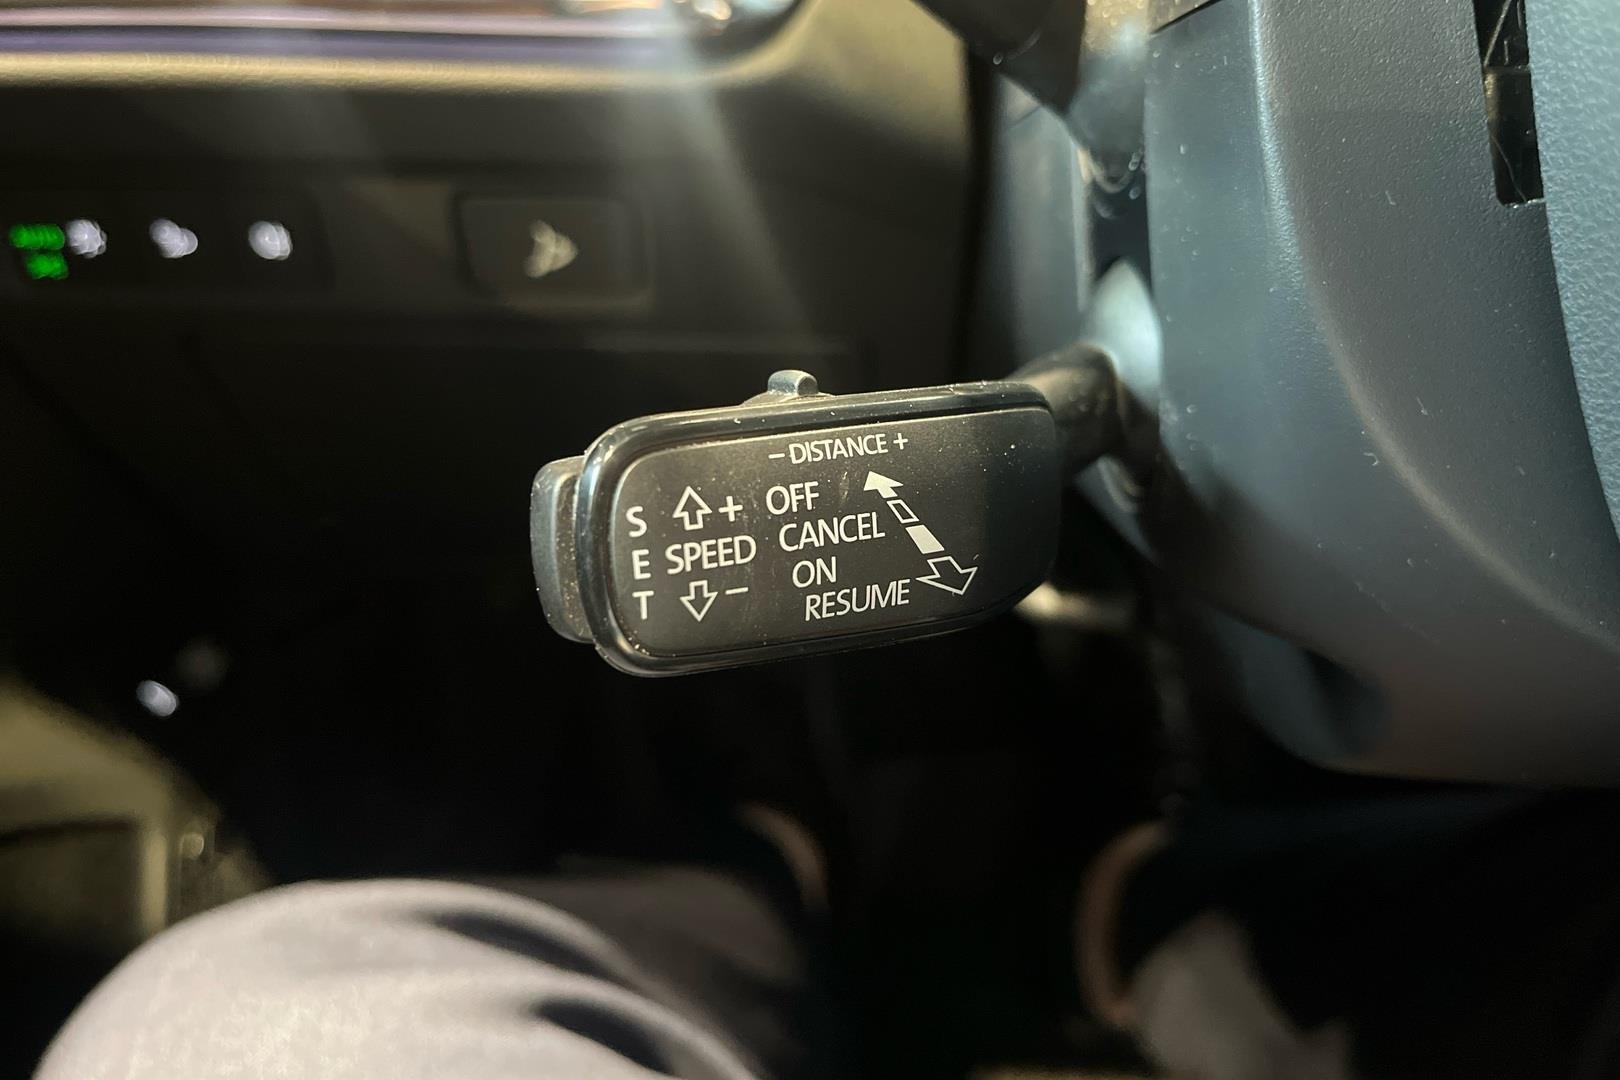 − DISTANCE +
S E T
+
SPEED
−
OFF
CANCEL
ON
RESUME